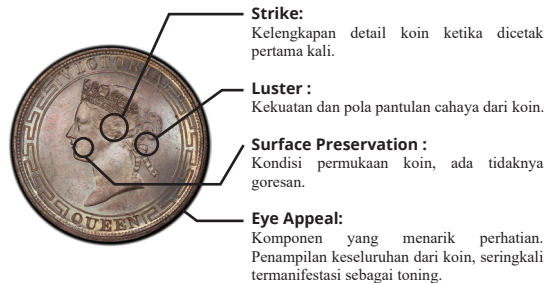 Strike:
Kelengkapan detail koin ketika dicetak
pertama kali.
Luster :
Kekuatan dan pola pantulan cahaya dari koin.
Surface Preservation :
Kondisi permukaan koin, ada tidaknya
goresan.
Eye Appeal:
Komponen yang menarik perhatian.
Penampilan keseluruhan dari koin, seringkali
termanifestasi sebagai toning.
VICTORIA
QUEEN